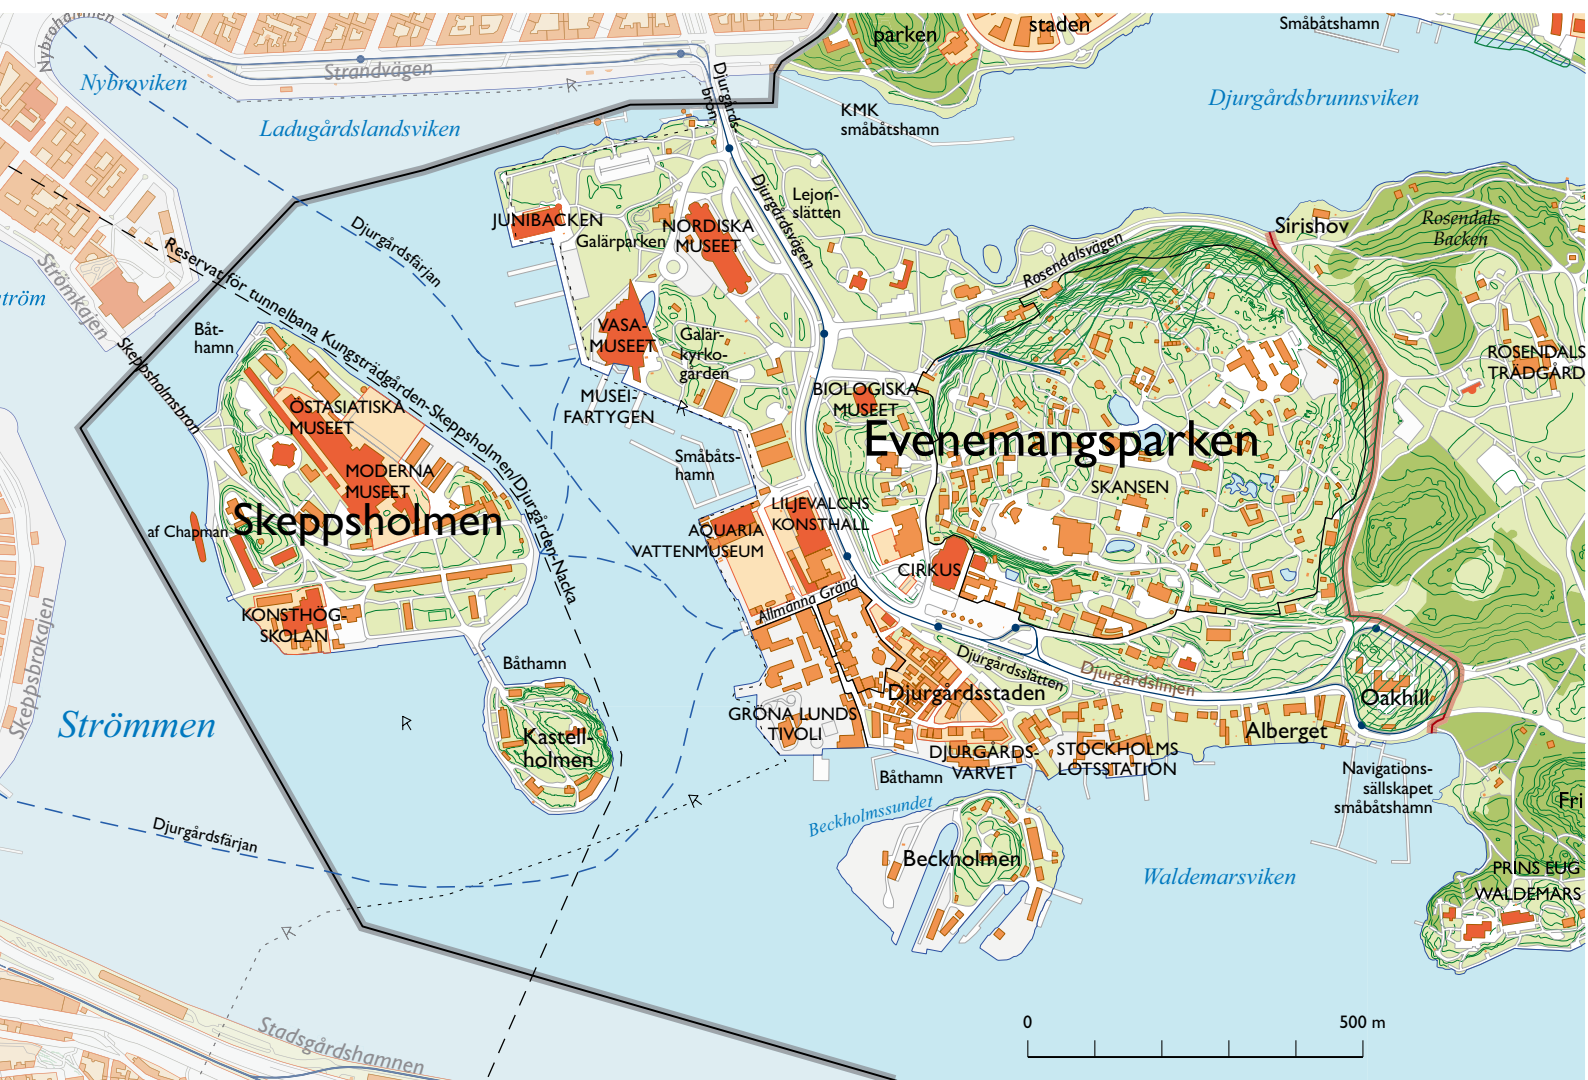 Nybrohamnen
parken
staden
Småbåtshamn
Strandvägen
Nybroviken
Djurgårds-
bron
Djurgårdsbrunnsviken
KMK
småbåtshamn
Ladugårdslandsviken
Djurgårdsvägen
Lejon-
slätten
JUNIBACKEN
NORDISKA
MUSEET
Galärparken
Sirishov
Rosendals
Backen
Rosendalsvägen
Djurgårdsfärjan
Reservat för tunnelbana Kungsträdgården-Skeppsholmen/Djurgården-Nacka
Strömkajen
ström
Båt-
hamn
Skeppsholmsbron
VASA-
MUSEET
Galär-
kyrko-
gården
ROSENDALS
TRÄDGÅRD
MUSEI-
FARTYGEN
BIOLOGISKA
MUSEET
ÖSTASIATISKA
MUSEET
Evenemangsparken
Småbåts-
hamn
MODERNA
MUSEET
SKANSEN
LILJEVALCHS
KONSTHALL
af Chapman
Skeppsholmen
AQUARIA
VATTENMUSEUM
CIRKUS
Allmänna Gränd
KONSTHÖG-
SKOLAN
Skeppsbrokajen
Båthamn
Djurgårdsslätten
Djurgårdslinjen
Djurgårdsstaden
Oakhill
Strömmen
GRÖNA LUNDS
TIVOLI
Alberget
Kastell-
holmen
DJURGÅRDS-
VARVET
STOCKHOLMS
LOTSSTATION
Båthamn
Navigations-
sällskapet
småbåtshamn
Fri
Beckholmssundet
Djurgårdsfärjan
Beckholmen
Waldemarsviken
PRINS EUG
WALDEMARS
Stadsgårdshamnen
0 500 m